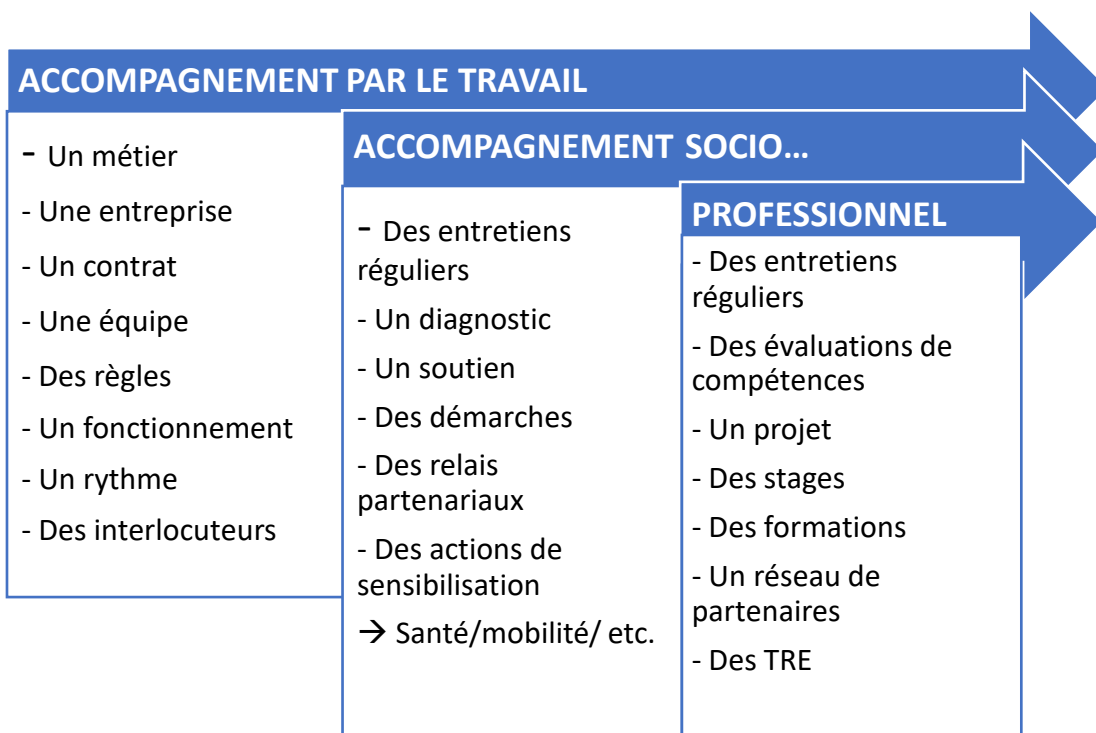 ACCOMPAGNEMENT PAR LE TRAVAIL
- Un métier
- Une entreprise
- Un contrat
- Une équipe
- Des règles
- Un fonctionnement
- Un rythme
- Des interlocuteurs
ACCOMPAGNEMENT SOCIO...
- Des entretiens
réguliers
- Un diagnostic
- Un soutien
- Des démarches
- Des relais
partenariaux
- Des actions de
sensibilisation
→ Santé/mobilité/ etc.
PROFESSIONNEL
- Des entretiens
réguliers
- Des évaluations de
compétences
- Un projet
- Des stages
- Des formations
- Un réseau de
partenaires
- Des TRE